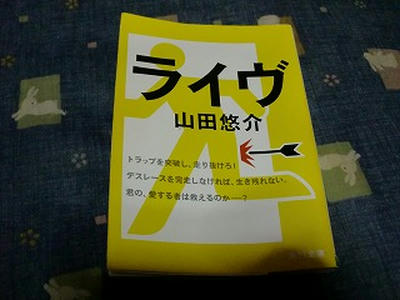 ライヴ
山田悠介
トラップを突破し、走り抜けろ!
デスレースを完走しなければ、生き残れない。
君の、愛する者は救えるのか──?